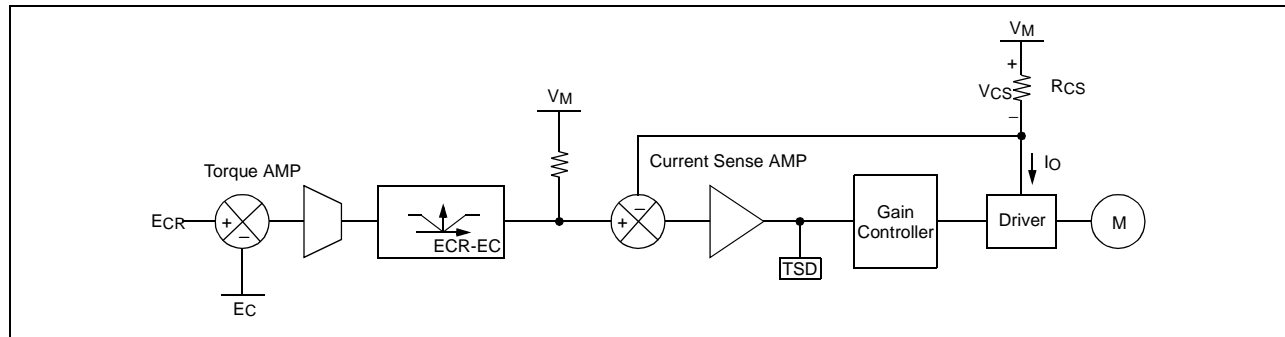 VM
+
VCS
RCS
−
VM
Torque AMP
Current Sense AMP
IO
ECR
+
−
ECR-EC
+
−
Gain
Controller
Driver
M
TSD
EC